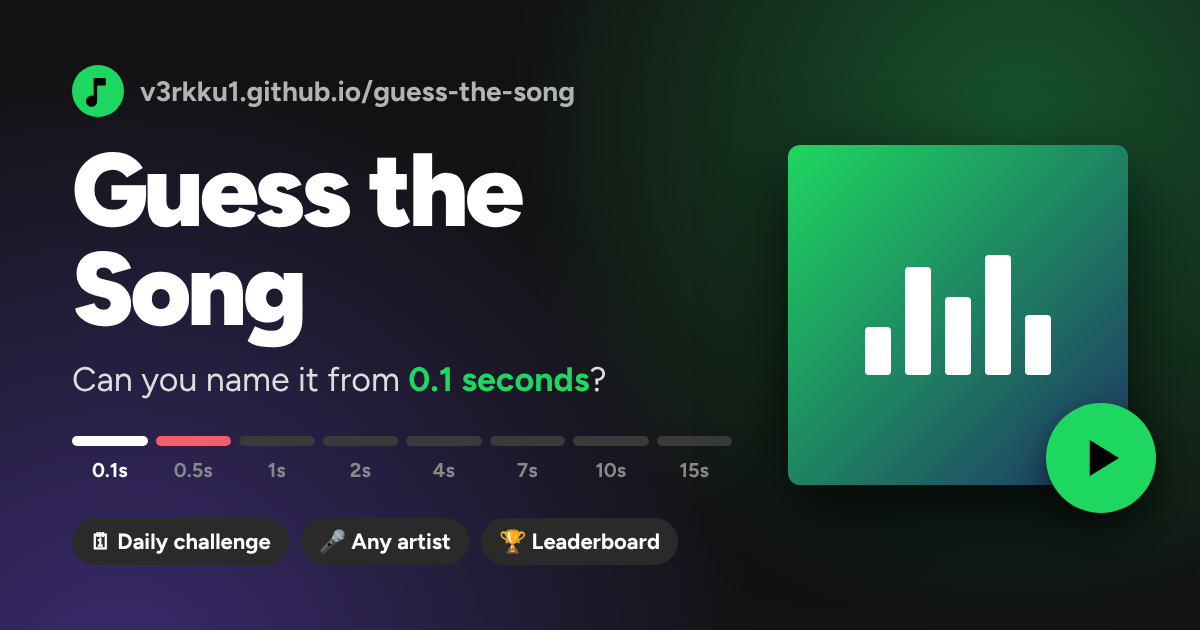 v3rkku1.github.io/guess-the-song
Guess the
Song
Can you name it from 0.1 seconds?
0.1s 0.5s 1s 2s 4s 7s 10s 15s
Daily challenge Any artist Leaderboard